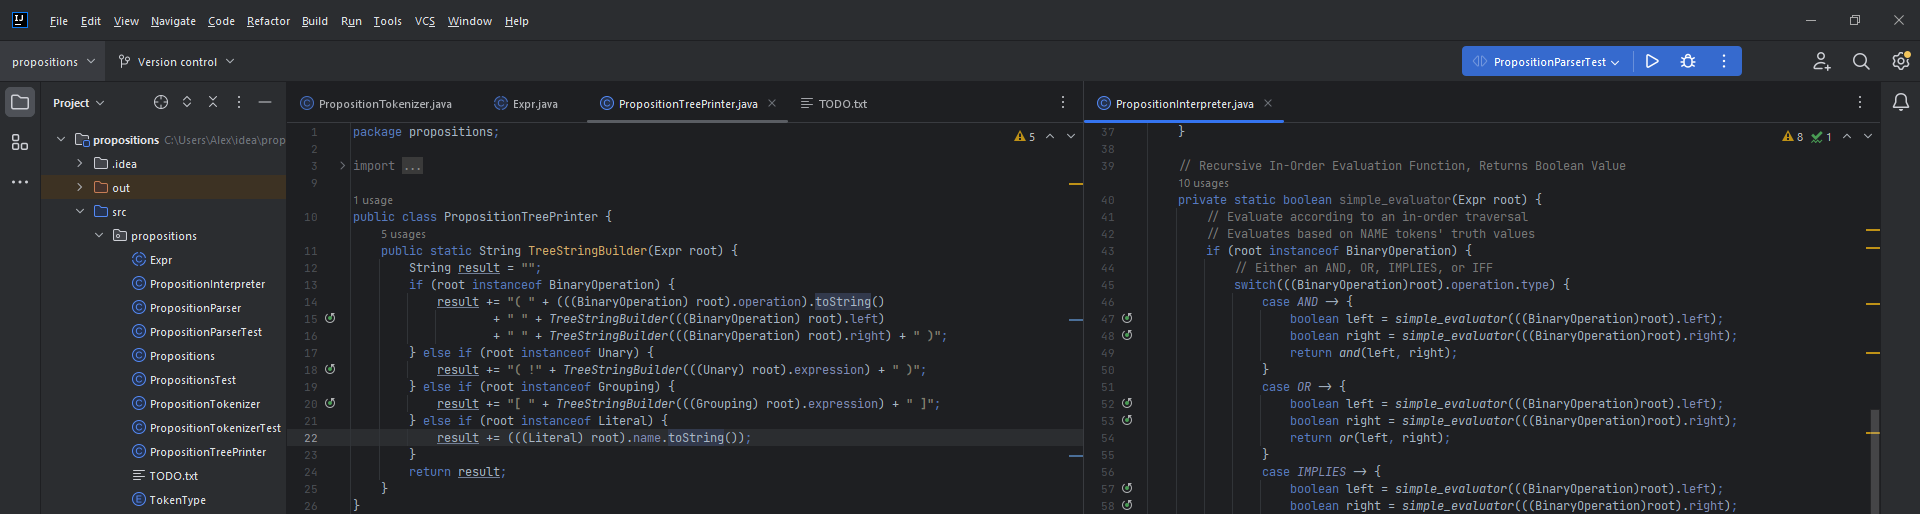 File Edit View Navigate Code Refactor Build Run Tools VCS Window Help
propositions Version control PropositionParserTest
Project
propositions C:\Users\Alex\idea\prop
.idea
out
src
propositions
Expr
PropositionInterpreter
PropositionParser
PropositionParserTest
Propositions
PropositionsTest
PropositionTokenizer
PropositionTokenizerTest
PropositionTreePrinter
TODO.txt
TokenType
PropositionTokenizer.java Expr.java PropositionTreePrinter.java TODO.txt
5
1 package propositions;
2
3 import ...
9
1 usage
10 public class PropositionTreePrinter {
5 usages
11 public static String TreeStringBuilder(Expr root) {
12 String result = "";
13 if (root instanceof BinaryOperation) {
14 result += "( " + (((BinaryOperation) root).operation).toString()
15 + " " + TreeStringBuilder(((BinaryOperation) root).left)
16 + " " + TreeStringBuilder(((BinaryOperation) root).right) + " )";
17 } else if (root instanceof Unary) {
18 result += "( !" + TreeStringBuilder(((Unary) root).expression) + " )";
19 } else if (root instanceof Grouping) {
20 result += "[ " + TreeStringBuilder(((Grouping) root).expression) + " ]";
21 } else if (root instanceof Literal) {
22 result += (((Literal) root).name.toString());
23 }
24 return result;
25 }
26 }
PropositionInterpreter.java
8 1
37 }
38
39 // Recursive In-Order Evaluation Function, Returns Boolean Value
10 usages
40 private static boolean simple_evaluator(Expr root) {
41 // Evaluate according to an in-order traversal
42 // Evaluates based on NAME tokens' truth values
43 if (root instanceof BinaryOperation) {
44 // Either an AND, OR, IMPLIES, or IFF
45 switch(((BinaryOperation)root).operation.type) {
46 case AND -> {
47 boolean left = simple_evaluator(((BinaryOperation)root).left);
48 boolean right = simple_evaluator(((BinaryOperation)root).right);
49 return and(left, right);
50 }
51 case OR -> {
52 boolean left = simple_evaluator(((BinaryOperation)root).left);
53 boolean right = simple_evaluator(((BinaryOperation)root).right);
54 return or(left, right);
55 }
56 case IMPLIES -> {
57 boolean left = simple_evaluator(((BinaryOperation)root).left);
58 boolean right = simple_evaluator(((BinaryOperation)root).right);